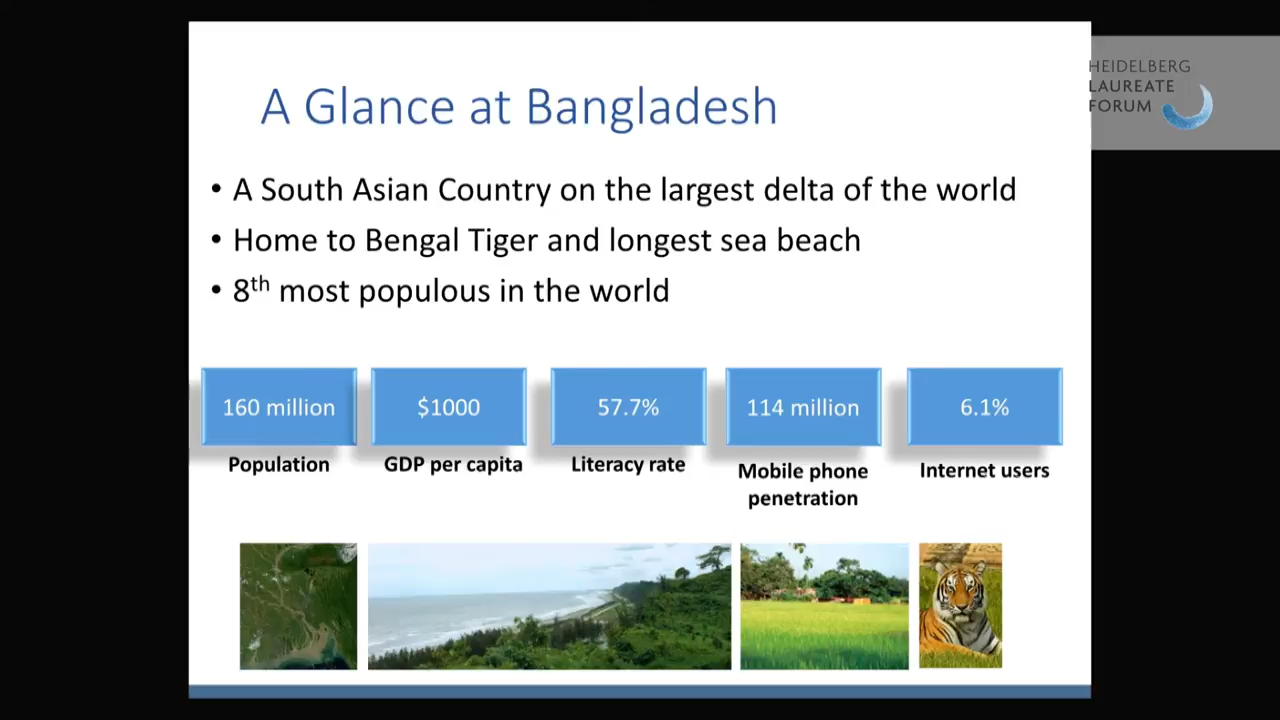 A Glance at Bangladesh
HEIDELBERG
LAUREATE
FORUM
• A South Asian Country on the largest delta of the world
• Home to Bengal Tiger and longest sea beach
• 8th most populous in the world
160 million
$1000
57.7%
114 million
6.1%
Population
GDP per capita
Literacy rate
Mobile phone
penetration
Internet users